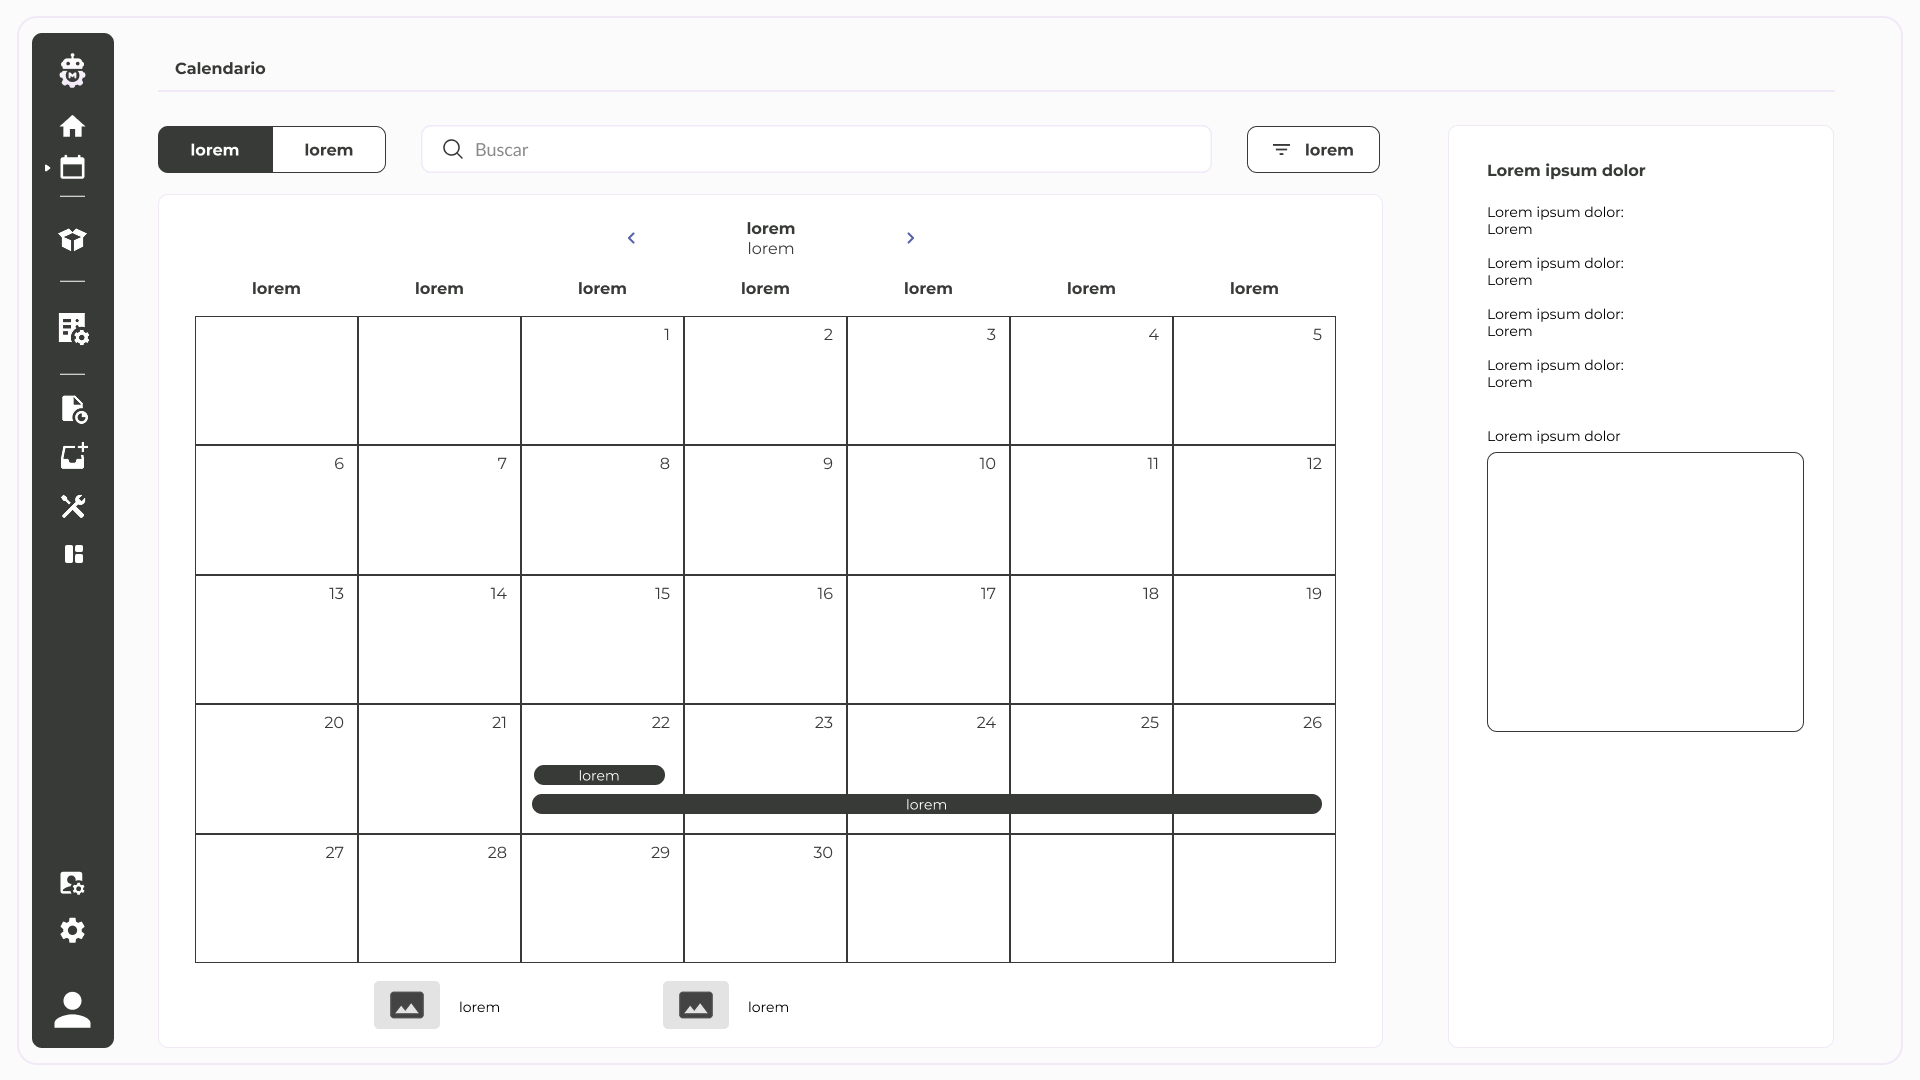 M
Calendario
lorem lorem
Buscar
lorem
lorem
lorem
lorem lorem lorem lorem lorem lorem lorem
1 2 3 4 5
6 7 8 9 10 11 12
13 14 15 16 17 18 19
20 21 22 23 24 25 26
lorem
lorem
27 28 29 30
lorem lorem
Lorem ipsum dolor
Lorem ipsum dolor:
Lorem
Lorem ipsum dolor:
Lorem
Lorem ipsum dolor:
Lorem
Lorem ipsum dolor:
Lorem
Lorem ipsum dolor